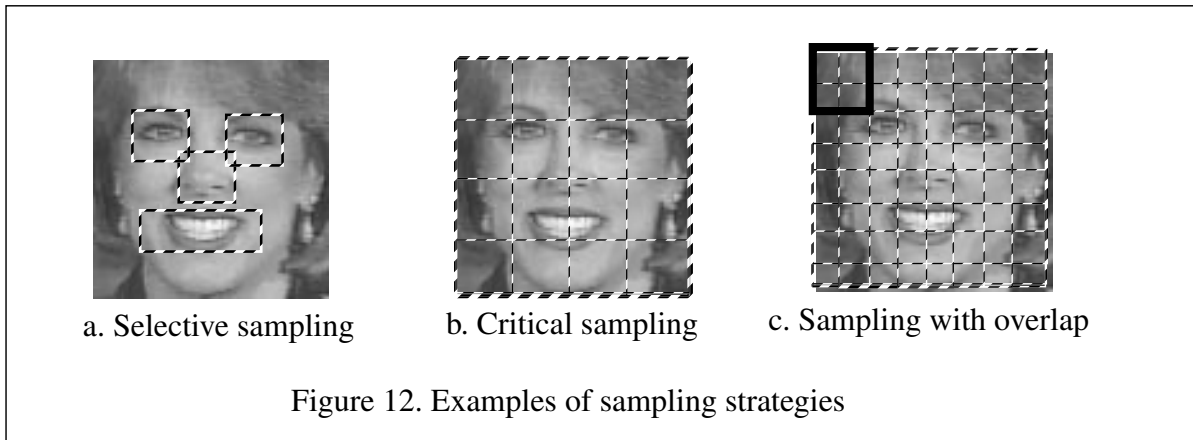 a. Selective sampling
b. Critical sampling
c. Sampling with overlap
Figure 12. Examples of sampling strategies